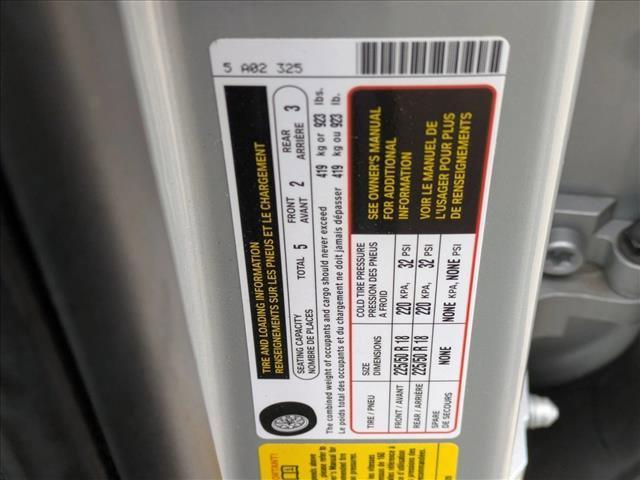 5 A02 325
TIRE AND LOADING INFORMATION
RENSEIGNEMENTS SUR LES PNEUS ET LE CHARGEMENT
SEATING CAPACITY
NOMBRE DE PLACES
TOTAL 5
FRONT
AVANT 2
REAR
ARRIÈRE 3
The combined weight of occupants and cargo should never exceed 419 kg or 923 lbs.
Le poids total des occupants et du chargement ne doit jamais dépasser 419 kg ou 923 lb.
TIRE / PNEU
SIZE
DIMENSIONS
COLD TIRE PRESSURE
PRESSION DES PNEUS
A FROID
FRONT / AVANT 225/50 R 18 220 KPA, 32 PSI
REAR / ARRIÈRE 225/50 R 18 220 KPA, 32 PSI
SPARE
DE SECOURS NONE NONE KPA, NONE PSI
SEE OWNER'S MANUAL
FOR ADDITIONAL
INFORMATION
VOIR LE MANUEL DE
L'USAGER POUR PLUS
DE RENSEIGNEMENTS
IMPORTANT!